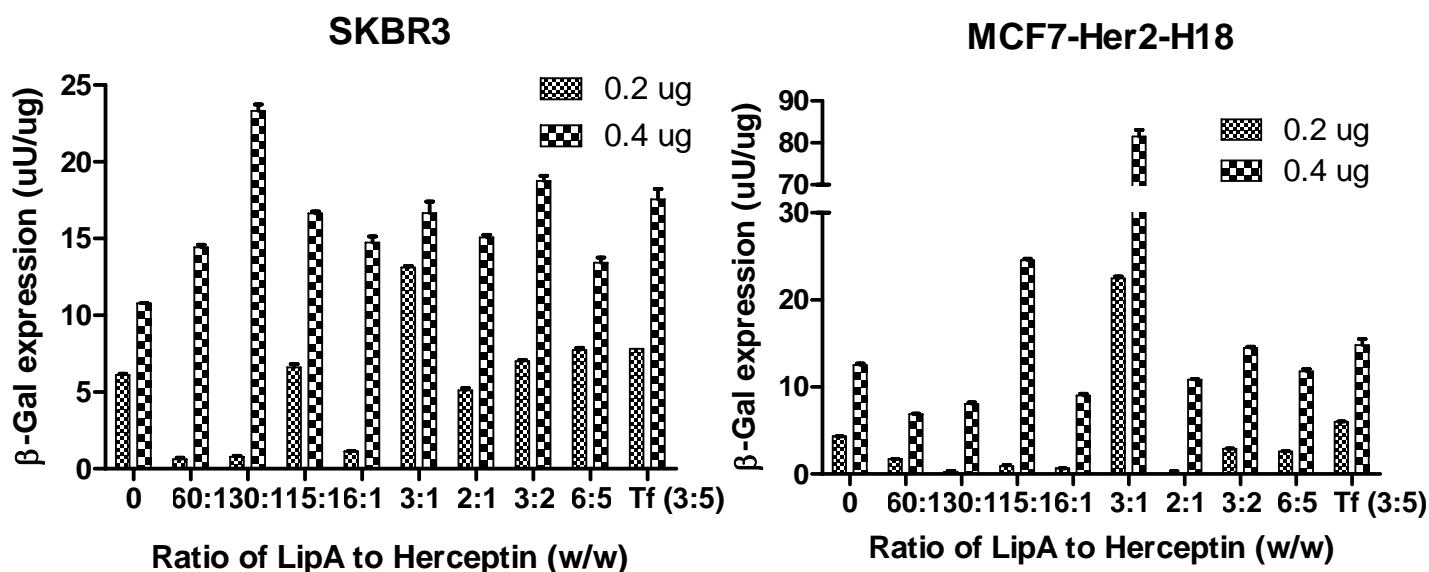 SKBR3
β-Gal expression (uU/ug)
25
20
15
10
5
0
0.2 ug
0.4 ug
0 60:1 30:1 15:1 6:1 3:1 2:1 3:2 6:5 Tf (3:5)
Ratio of LipA to Herceptin (w/w)
MCF7-Her2-H18
β-Gal expression (uU/ug)
90
80
70
30
20
10
0
0.2 ug
0.4 ug
0 60:1 30:1 15:1 6:1 3:1 2:1 3:2 6:5 Tf (3:5)
Ratio of LipA to Herceptin (w/w)